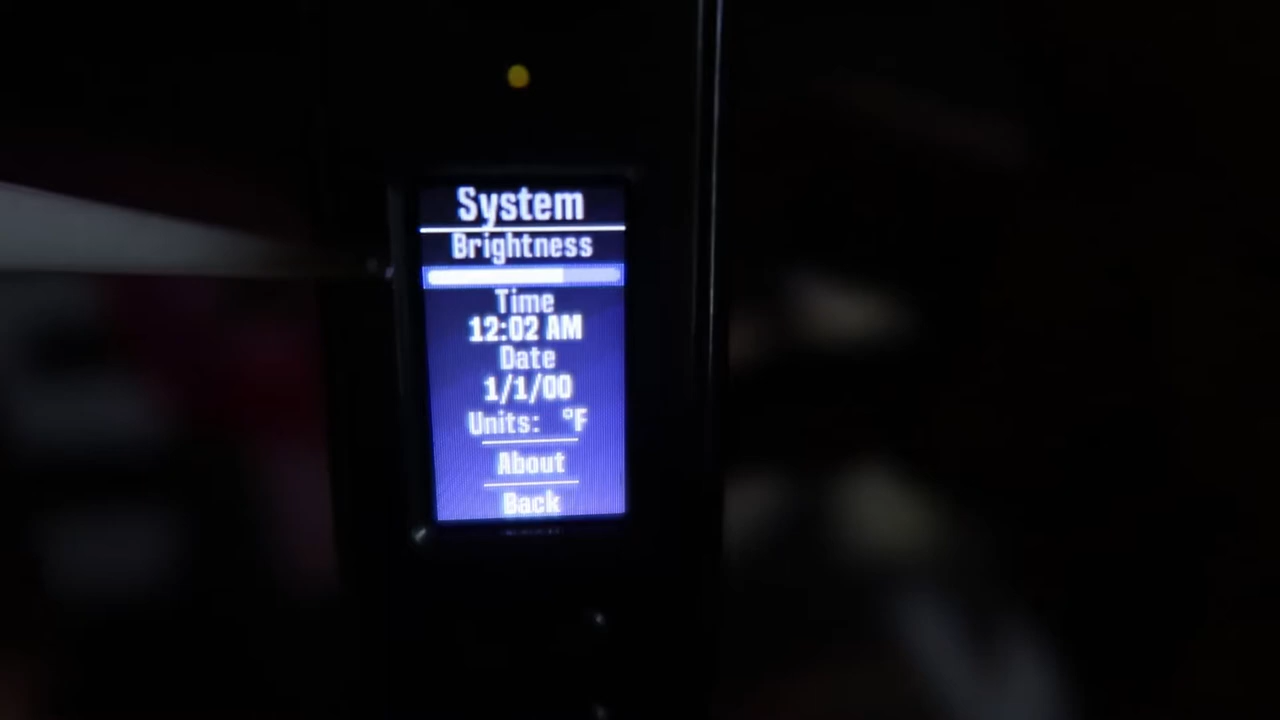 System
Brightness
Time
12:02 AM
Date
1/1/00
Units: °F
About
Back